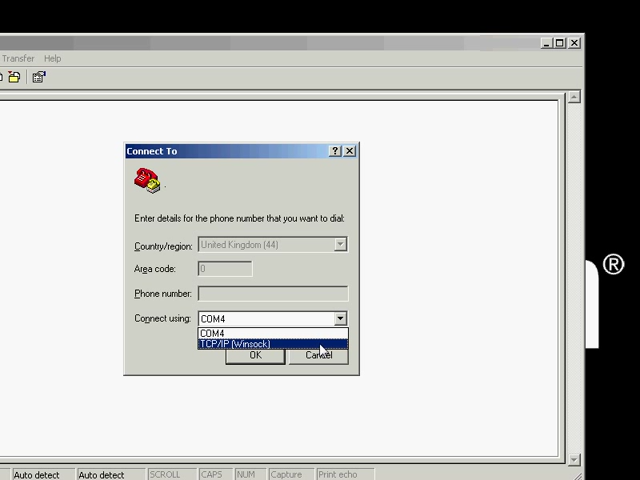 Transfer Help
Connect To
Enter details for the phone number that you want to dial:
Country/region: United Kingdom (44)
Area code: 0
Phone number:
Connect using: COM4
COM4
TCP/IP (Winsock)
OK Cancel
Auto detect Auto detect SCROLL CAPS NUM Capture Print echo
®